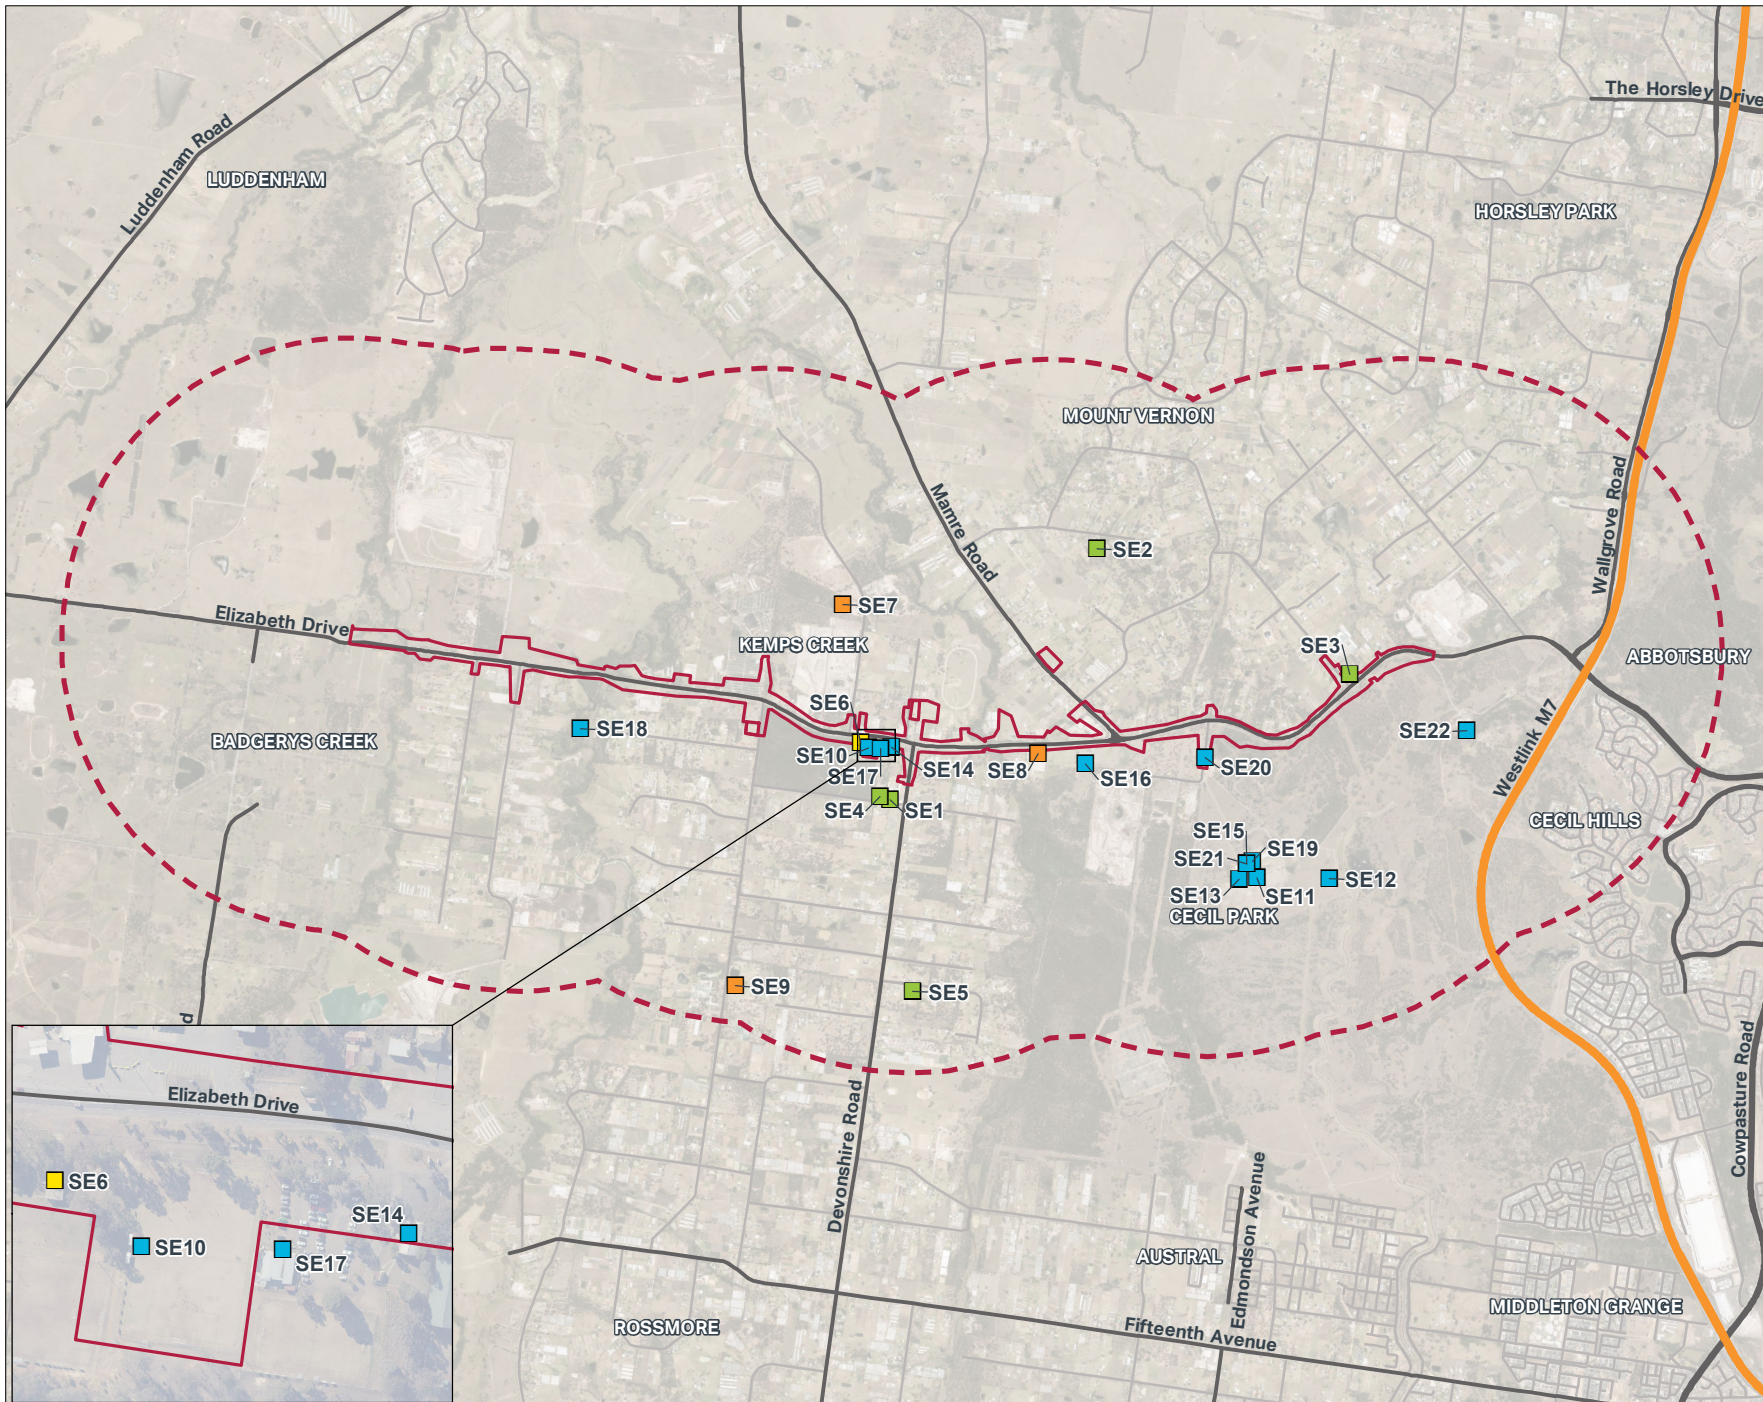 The Horsley Drive
Luddenham Road
LUDDENHAM
HORSLEY PARK
MOUNT VERNON
Mamre Road
Wallgrove Road
SE2
SE7
Elizabeth Drive
KEMPS CREEK
SE3
ABBOTSBURY
SE6
SE18
BADGERYS CREEK
SE22
Westlink M7
SE10
SE17
SE14
SE8
SE16
SE20
SE4
SE1
CECIL HILLS
SE15
SE21
SE19
SE12
SE13
SE11
CECIL PARK
SE9
SE5
d
Devonshire Road
Cowpasture Road
Elizabeth Drive
SE6
SE14
SE10
SE17
AUSTRAL
Edmondson Avenue
MIDDLETON GRANGE
ROSSMORE
Fifteenth Avenue